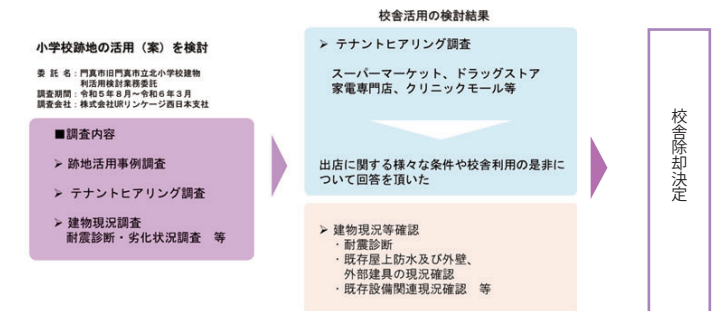 小学校跡地の活用（案）を検討
委 託 名：門真市旧門真市立北小学校建物
利活用検討業務委託
調査期間：令和５年８月～令和６年３月
調査会社：株式会社URリンケージ西日本支社
■調査内容
➢ 跡地活用事例調査
➢ テナントヒアリング調査
➢ 建物現況調査
耐震診断・劣化状況調査　等
校舎活用の検討結果
➢ テナントヒアリング調査
スーパーマーケット、ドラッグストア
家電専門店、クリニックモール等
出店に関する様々な条件や校舎利用の是非に
ついて回答を頂いた
➢ 建物現況等確認
・耐震診断
・既存屋上防水及び外壁、
外部建具の現況確認
・既存設備関連現況確認　等
校舎除却決定